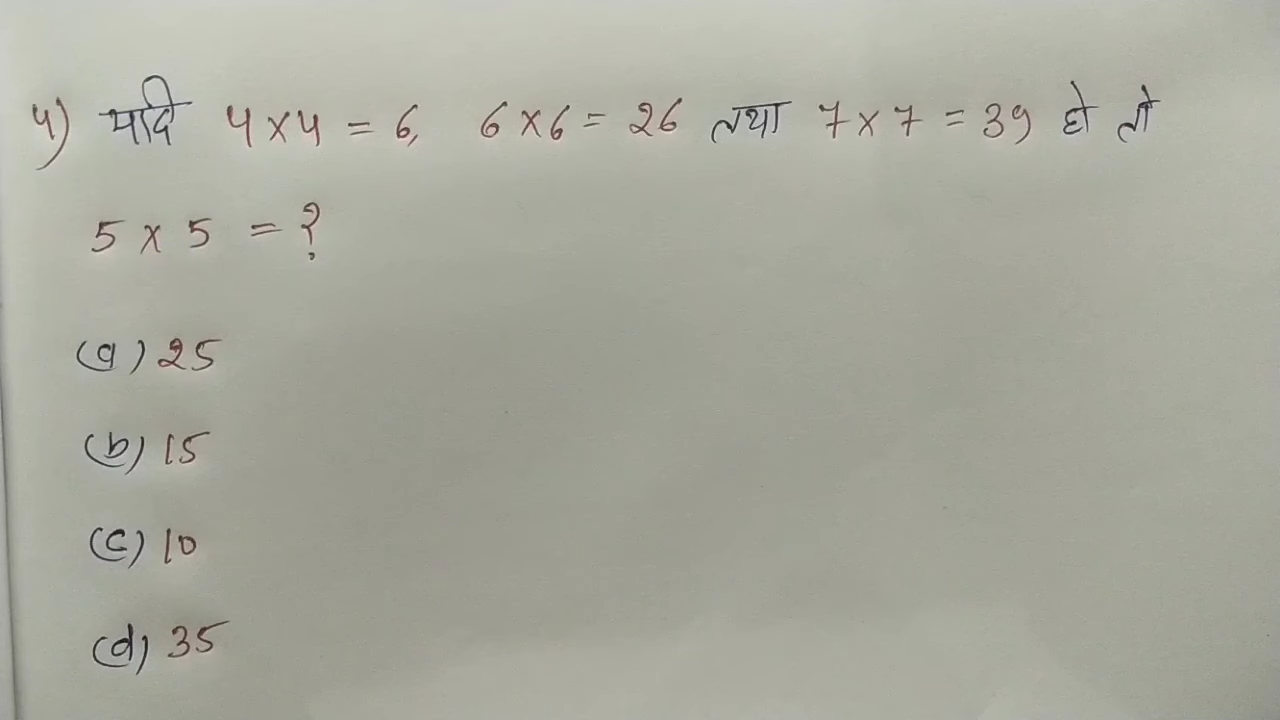 4) यदि 4 × 4 = 6, 6 × 6 = 26 तथा 7 × 7 = 39 हो तो
5 × 5 = ?
(a) 25
(b) 15
(c) 10
(d) 35